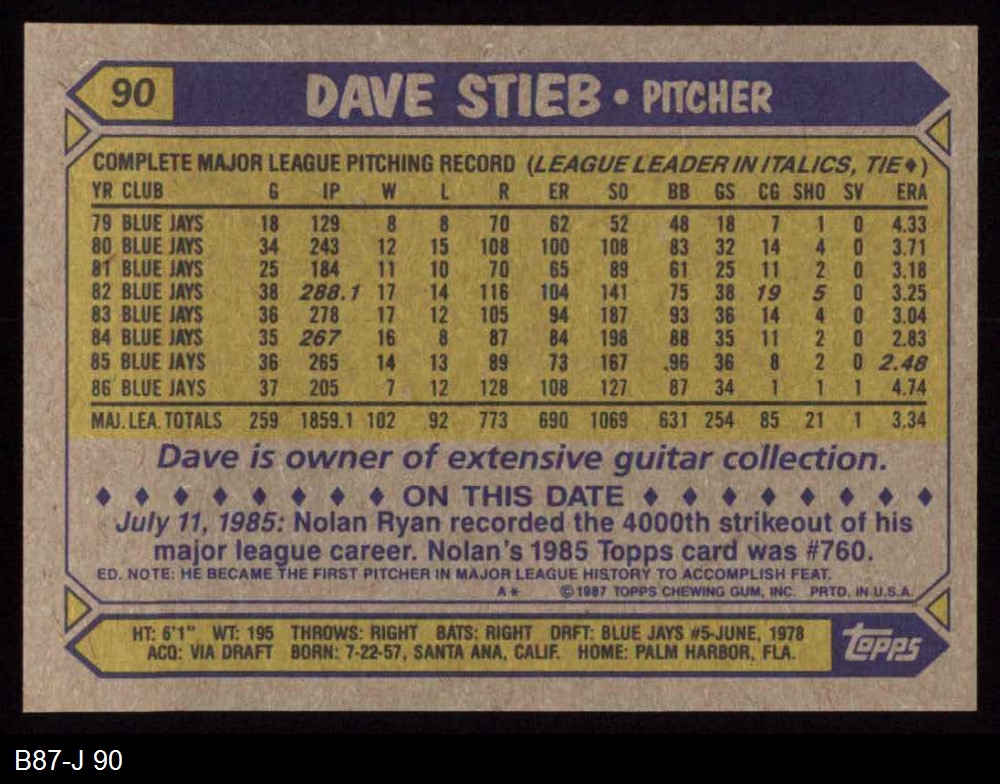 90 DAVE STIEB • PITCHER
COMPLETE MAJOR LEAGUE PITCHING RECORD (LEAGUE LEADER IN ITALICS, TIE♦)
YR CLUB G IP W L R ER SO BB GS CG SHO SV ERA
79 BLUE JAYS 18 129 8 8 70 62 52 48 18 7 1 0 4.33
80 BLUE JAYS 34 243 12 15 108 100 108 83 32 14 4 0 3.71
81 BLUE JAYS 25 184 11 10 70 65 89 61 25 11 2 0 3.18
82 BLUE JAYS 38 288.1 17 14 116 104 141 75 38 19 5 0 3.25
83 BLUE JAYS 36 278 17 12 105 94 187 93 36 14 4 0 3.04
84 BLUE JAYS 35 267 16 8 87 84 198 88 35 11 2 0 2.83
85 BLUE JAYS 36 265 14 13 89 73 167 .96 36 8 2 0 2.48
86 BLUE JAYS 37 205 7 12 128 108 127 87 34 1 1 1 4.74
MAJ. LEA. TOTALS 259 1859.1 102 92 773 690 1069 631 254 85 21 1 3.34
Dave is owner of extensive guitar collection.
♦ ♦ ♦ ♦ ♦ ♦ ♦ ♦ ON THIS DATE ♦ ♦ ♦ ♦ ♦ ♦ ♦ ♦
July 11, 1985: Nolan Ryan recorded the 4000th strikeout of his
major league career. Nolan's 1985 Topps card was #760.
ED. NOTE: HE BECAME THE FIRST PITCHER IN MAJOR LEAGUE HISTORY TO ACCOMPLISH FEAT.
A* ©1987 TOPPS CHEWING GUM, INC. PRTD. IN U.S.A.
HT: 6'1" WT: 195 THROWS: RIGHT BATS: RIGHT DRFT: BLUE JAYS #5-JUNE, 1978
ACQ: VIA DRAFT BORN: 7-22-57, SANTA ANA, CALIF. HOME: PALM HARBOR, FLA.
topps
B87-J 90